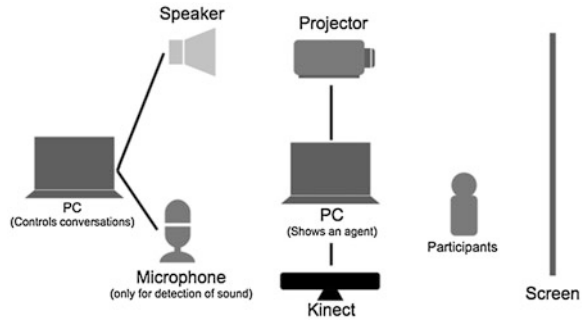 Speaker
Projector
PC
(Controls conversations)
PC
(Shows an agent)
Participants
Microphone
(only for detection of sound)
Kinect
Screen